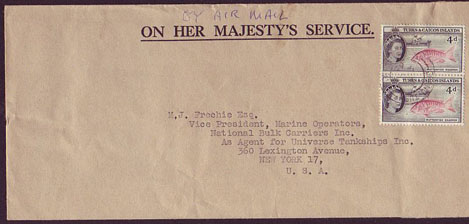 BY AIR MAIL
ON HER MAJESTY'S SERVICE.
TURKS & CAICOS ISLANDS
4d
TURKS & CAICOS ISLANDS
4d
M.J. Frechie Esq.
Vice President, Marine Operators,
National Bulk Carriers Inc.
As Agent for Universe Tankships Inc.
360 Lexington Avenue,
NEW YORK 17,
U. S. A.